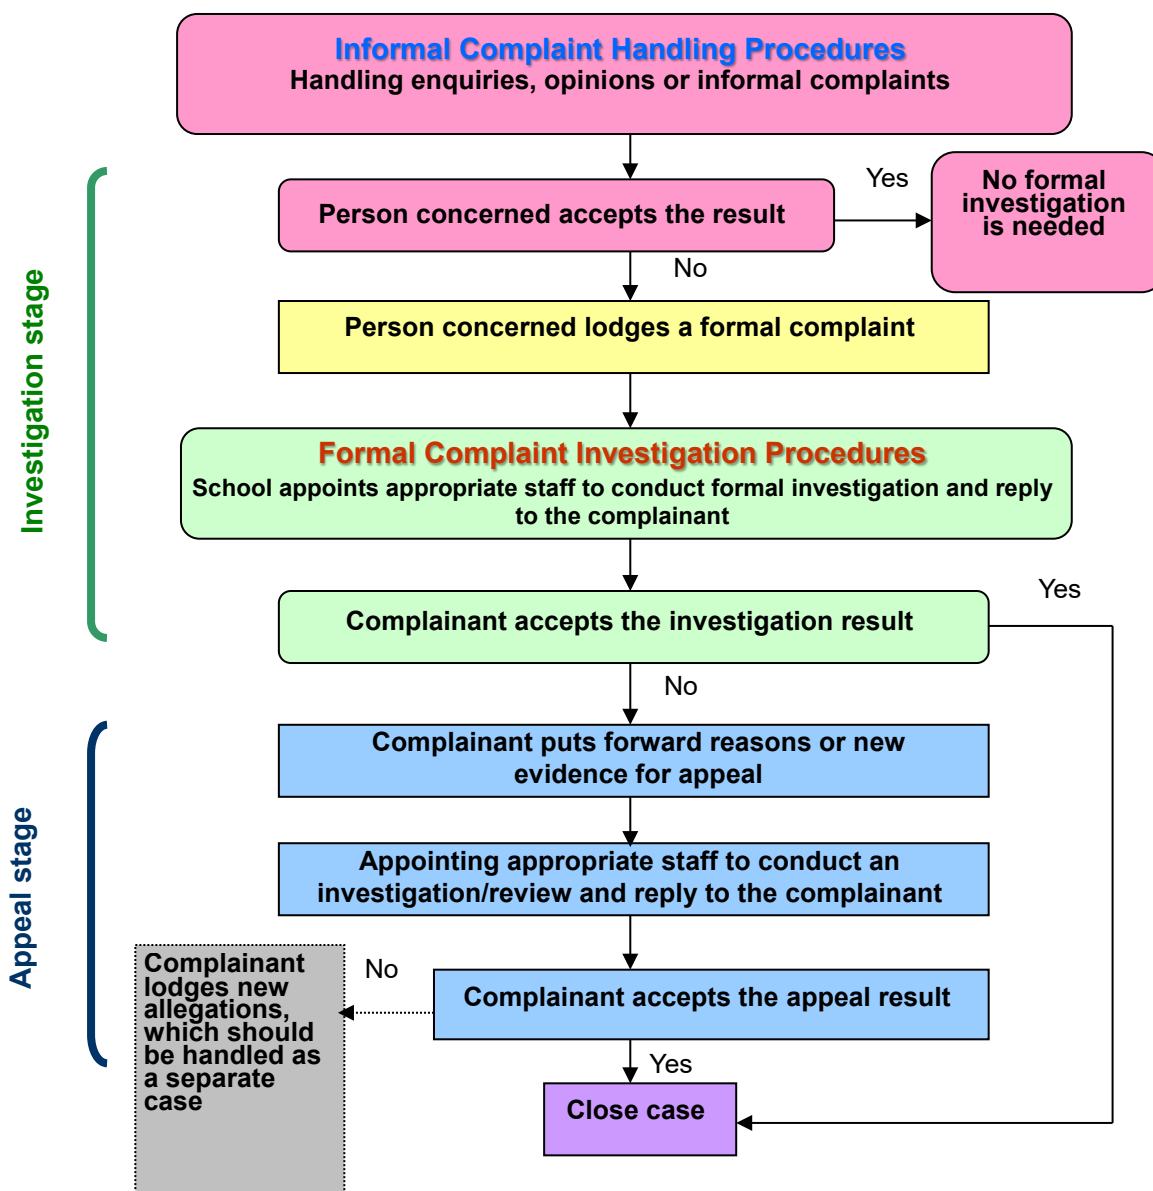 Informal Complaint Handling Procedures
Handling enquiries, opinions or informal complaints
Person concerned accepts the result
Yes
No formal
investigation
is needed
No
Person concerned lodges a formal complaint
Investigation stage
Formal Complaint Investigation Procedures
School appoints appropriate staff to conduct formal investigation and reply
to the complainant
Complainant accepts the investigation result
Yes
No
Complainant puts forward reasons or new
evidence for appeal
Appointing appropriate staff to conduct an
investigation/review and reply to the complainant
Appeal stage
Complainant
lodges new
allegations,
which should
be handled as
a separate
case
No
Complainant accepts the appeal result
Yes
Close case